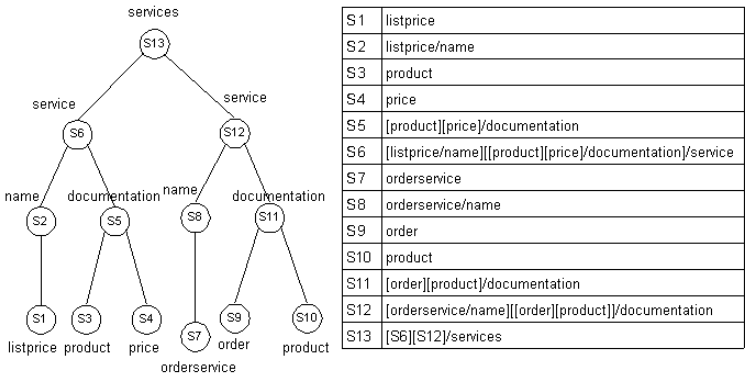 services
S13
service
service
S6
S12
name
documentation
name
documentation
S2
S5
S8
S11
S1
S3
S4
S7
S9
S10
listprice
product
price
orderservice
order
product
S1 listprice
S2 listprice/name
S3 product
S4 price
S5 [product][price]/documentation
S6 [listprice/name][[product][price]/documentation]/service
S7 orderservice
S8 orderservice/name
S9 order
S10 product
S11 [order][product]/documentation
S12 [orderservice/name][[order][product]]/documentation
S13 [S6][S12]/services